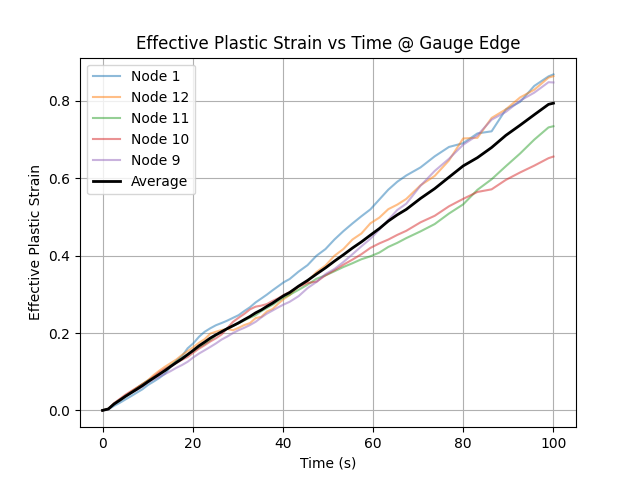 Effective Plastic Strain vs Time @ Gauge Edge
Node 1
Node 12
Node 11
Node 10
Node 9
Average
Effective Plastic Strain
0.8
0.6
0.4
0.2
0.0
0 20 40 60 80 100
Time (s)